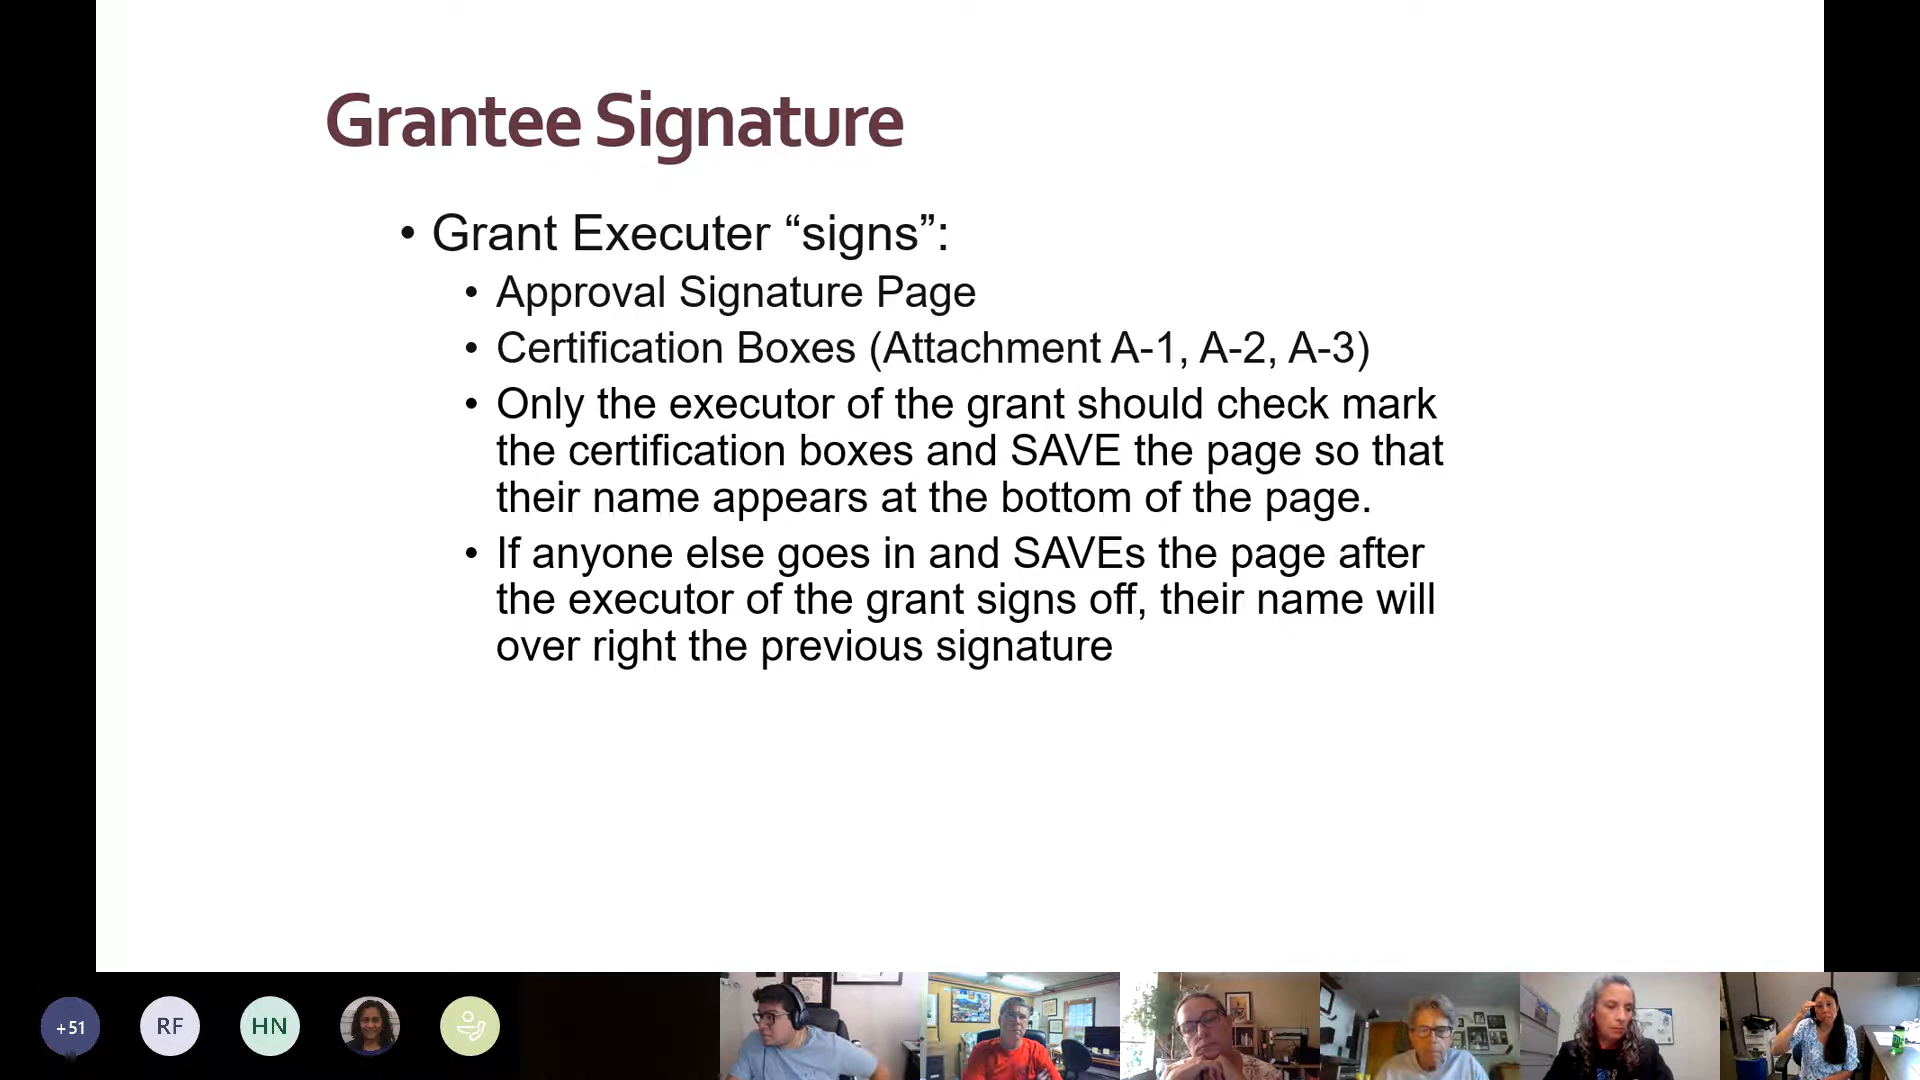 Grantee Signature
• Grant Executer “signs”:
• Approval Signature Page
• Certification Boxes (Attachment A-1, A-2, A-3)
• Only the executor of the grant should check mark
the certification boxes and SAVE the page so that
their name appears at the bottom of the page.
• If anyone else goes in and SAVEs the page after
the executor of the grant signs off, their name will
over right the previous signature
+51
RF
HN